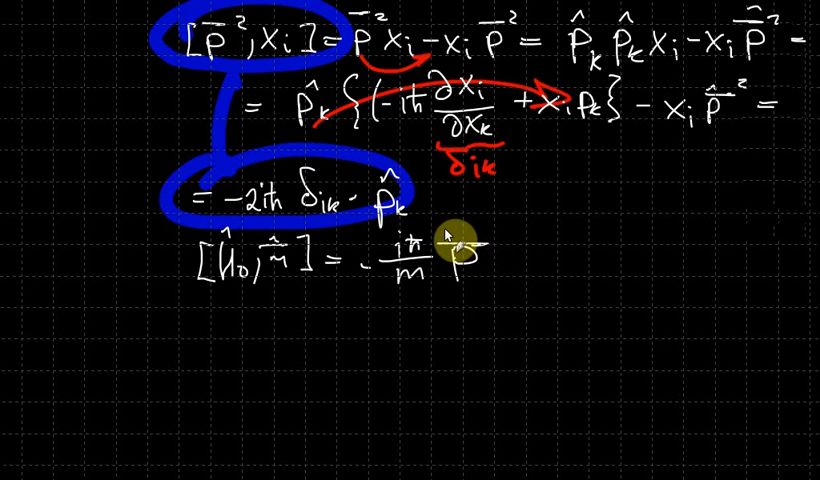 [p̄², xᵢ] = p̄² xᵢ − xᵢ p̄² = p̂ₖ p̂ₖ xᵢ − xᵢ p̄̂² =
= p̂ₖ {(−iħ ∂xᵢ/∂xₖ + xᵢ pₖ} − xᵢ p̄̂² =
δᵢₖ
= −2iħ δᵢₖ · p̂ₖ
[Ĥ₀, ] = − iħ/m p̄